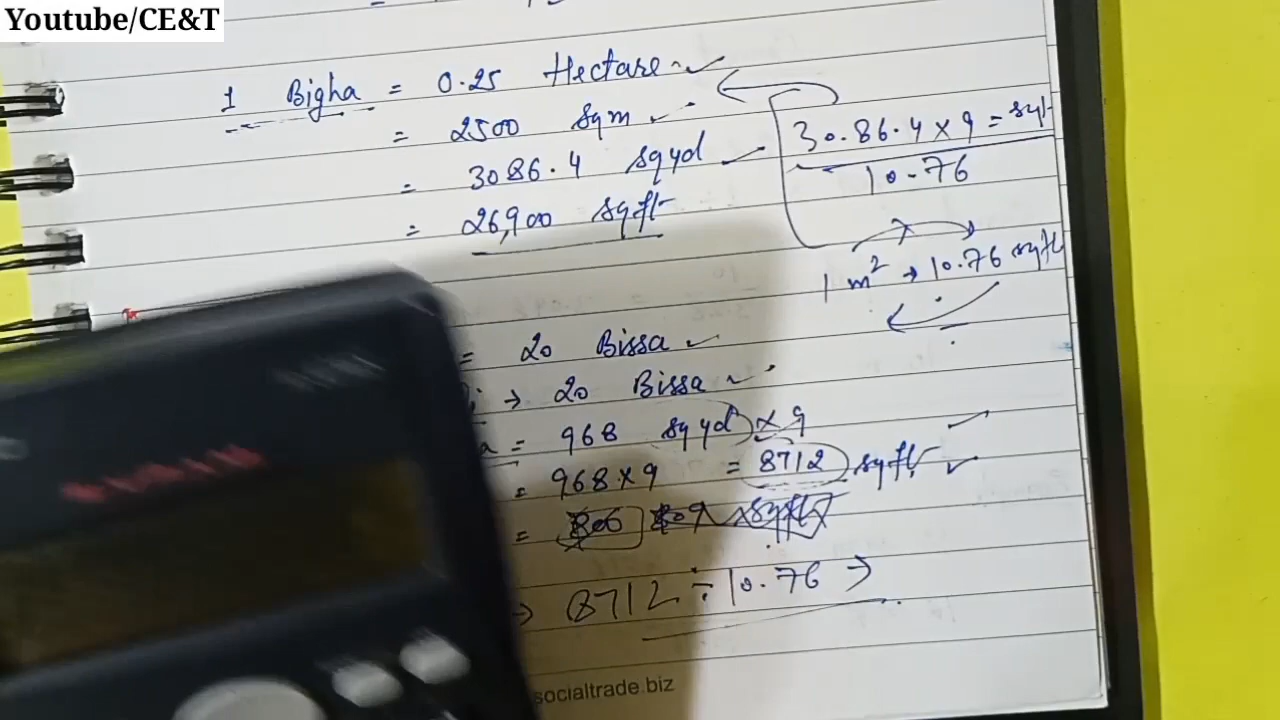 Youtube/CE&T
1 Bigha = 0.25 Hectare
= 2500 sqm
= 3086.4 sqyd
= 26,900 sqft
30.86.4 x 9 = sqft
10.76
1 m² → 10.76 sqft
= 20 Bissa
→ 20 Bissa
a = 968 sqyd x 9
= 968 x 9 = 8712 sqft
=
→ 8712 ÷ 10.76 →
socialtrade.biz